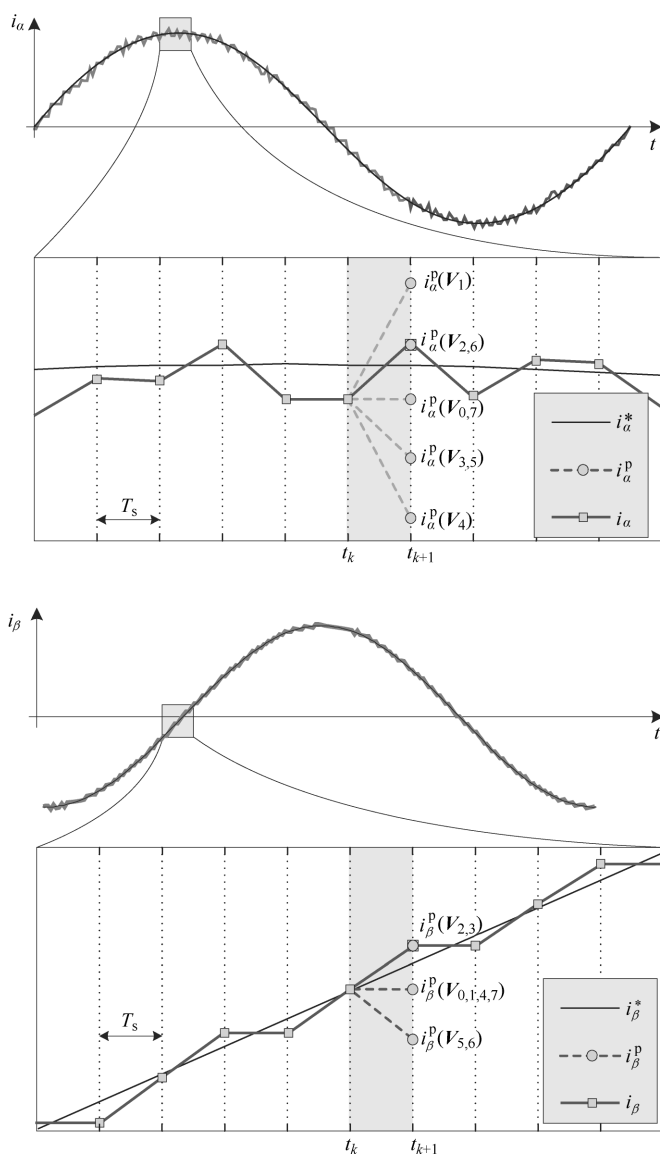 iα
t
iαᵖ(V₁)
iαᵖ(V₂,₆)
iαᵖ(V₀,₇)
iαᵖ(V₃,₅)
iαᵖ(V₄)
iα*
iαᵖ
iα
Tₛ
tₖ tₖ₊₁
iβ
t
iβᵖ(V₂,₃)
iβᵖ(V₀,₁,₄,₇)
iβᵖ(V₅,₆)
iβ*
iβᵖ
iβ
Tₛ
tₖ tₖ₊₁